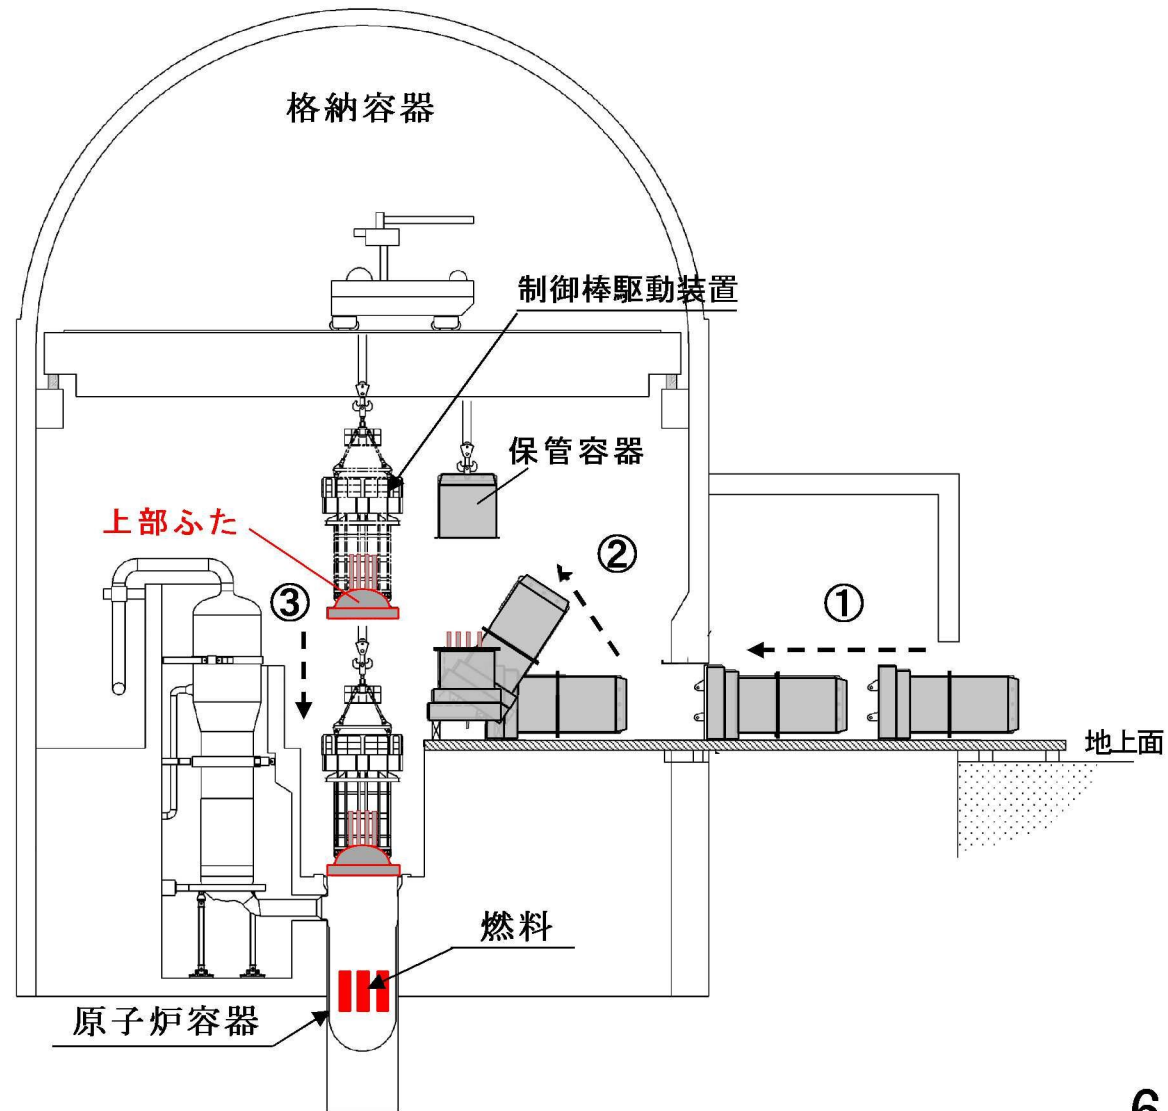 格納容器
制御棒駆動装置
保管容器
上部ふた
②
③
①
地上面
燃料
原子炉容器
6